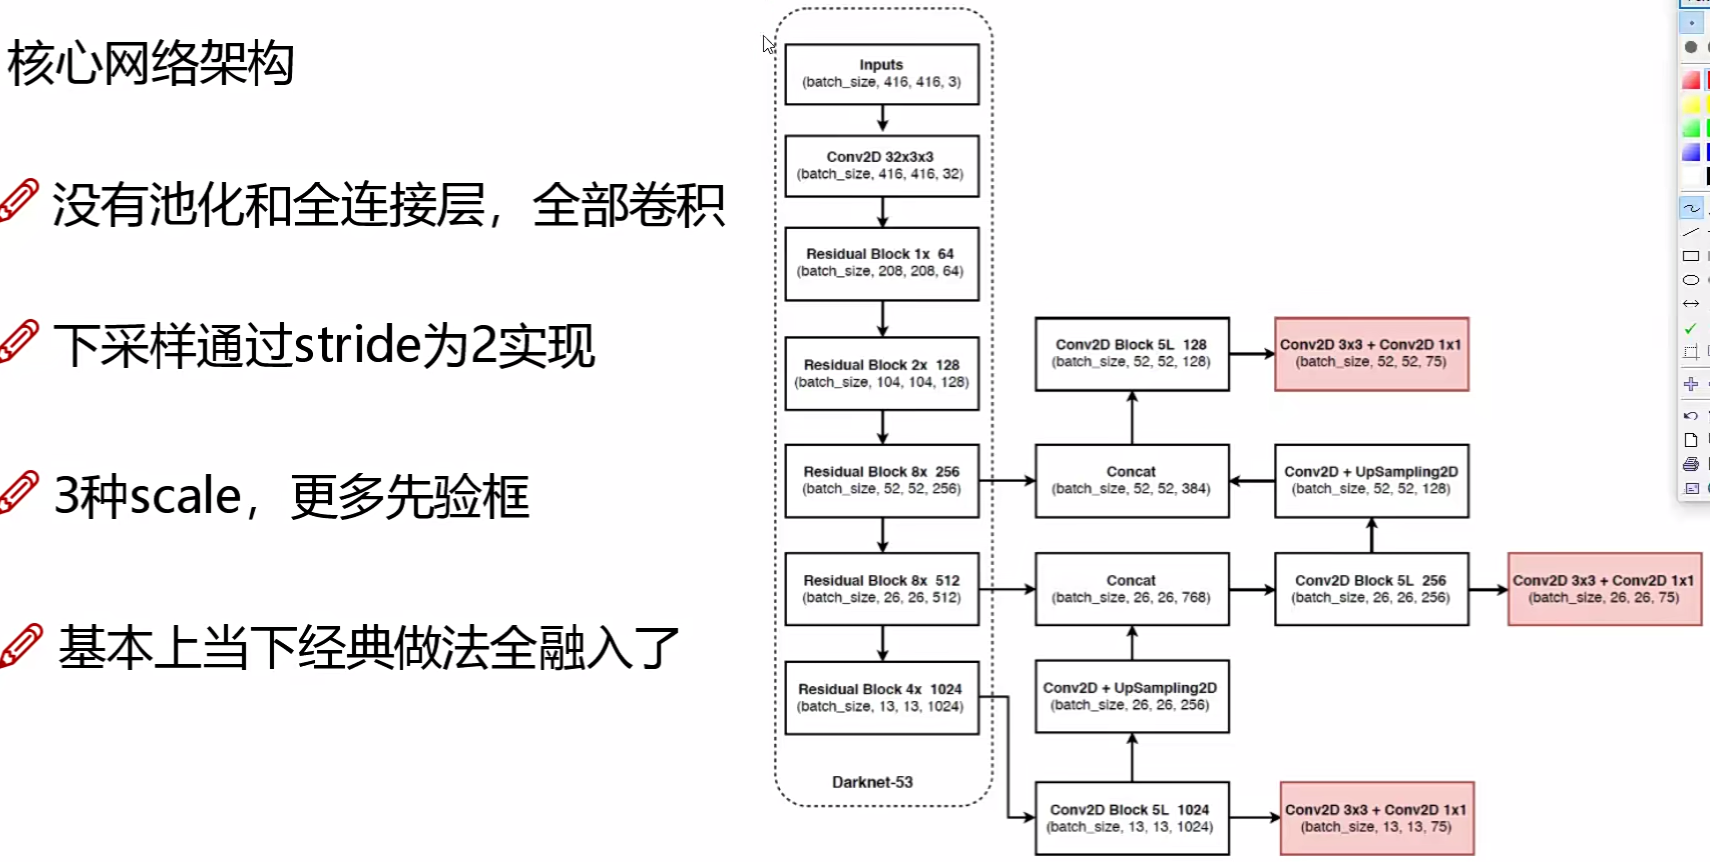 核心网络架构
没有池化和全连接层，全部卷积
下采样通过stride为2实现
3种scale，更多先验框
基本上当下经典做法全融入了
Inputs
(batch_size, 416, 416, 3)
Conv2D 32x3x3
(batch_size, 416, 416, 32)
Residual Block 1x 64
(batch_size, 208, 208, 64)
Residual Block 2x 128
(batch_size, 104, 104, 128)
Residual Block 8x 256
(batch_size, 52, 52, 256)
Residual Block 8x 512
(batch_size, 26, 26, 512)
Residual Block 4x 1024
(batch_size, 13, 13, 1024)
Darknet-53
Conv2D Block 5L 128
(batch_size, 52, 52, 128)
Conv2D 3x3 + Conv2D 1x1
(batch_size, 52, 52, 75)
Concat
(batch_size, 52, 52, 384)
Conv2D + UpSampling2D
(batch_size, 52, 52, 128)
Concat
(batch_size, 26, 26, 768)
Conv2D Block 5L 256
(batch_size, 26, 26, 256)
Conv2D 3x3 + Conv2D 1x1
(batch_size, 26, 26, 75)
Conv2D + UpSampling2D
(batch_size, 26, 26, 256)
Conv2D Block 5L 1024
(batch_size, 13, 13, 1024)
Conv2D 3x3 + Conv2D 1x1
(batch_size, 13, 13, 75)